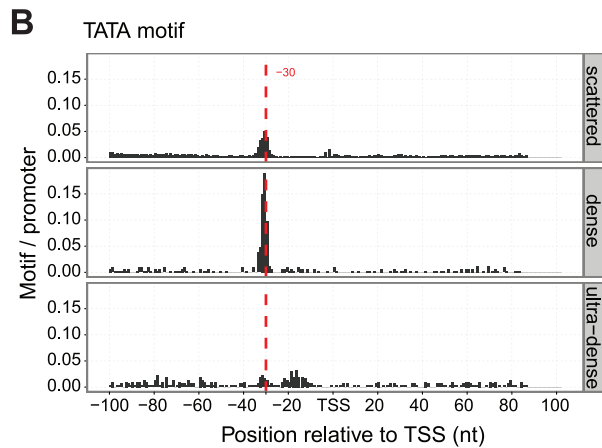 B
TATA motif
Motif / promoter
0.15
0.10
0.05
0.00
−30
scattered
0.15
0.10
0.05
0.00
dense
0.15
0.10
0.05
0.00
ultra−dense
−100 −80 −60 −40 −20 TSS 20 40 60 80 100
Position relative to TSS (nt)